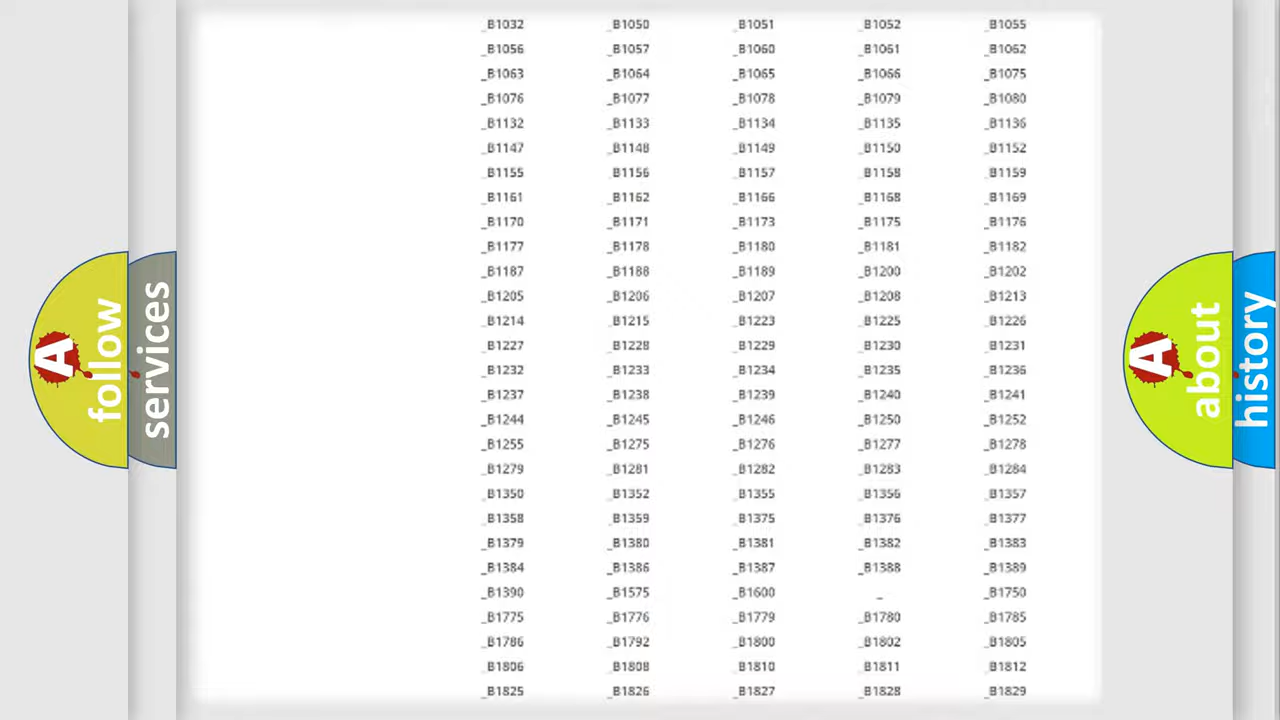 _B1032 _B1050 _B1051 _B1052 _B1055
_B1056 _B1057 _B1060 _B1061 _B1062
_B1063 _B1064 _B1065 _B1066 _B1075
_B1076 _B1077 _B1078 _B1079 _B1080
_B1132 _B1133 _B1134 _B1135 _B1136
_B1147 _B1148 _B1149 _B1150 _B1152
_B1155 _B1156 _B1157 _B1158 _B1159
_B1161 _B1162 _B1166 _B1168 _B1169
_B1170 _B1171 _B1173 _B1175 _B1176
_B1177 _B1178 _B1180 _B1181 _B1182
_B1187 _B1188 _B1189 _B1200 _B1202
_B1205 _B1206 _B1207 _B1208 _B1213
_B1214 _B1215 _B1223 _B1225 _B1226
_B1227 _B1228 _B1229 _B1230 _B1231
_B1232 _B1233 _B1234 _B1235 _B1236
_B1237 _B1238 _B1239 _B1240 _B1241
_B1244 _B1245 _B1246 _B1250 _B1252
_B1255 _B1275 _B1276 _B1277 _B1278
_B1279 _B1281 _B1282 _B1283 _B1284
_B1350 _B1352 _B1355 _B1356 _B1357
_B1358 _B1359 _B1375 _B1376 _B1377
_B1379 _B1380 _B1381 _B1382 _B1383
_B1384 _B1386 _B1387 _B1388 _B1389
_B1390 _B1575 _B1600 _ _B1750
_B1775 _B1776 _B1779 _B1780 _B1785
_B1786 _B1792 _B1800 _B1802 _B1805
_B1806 _B1808 _B1810 _B1811 _B1812
_B1825 _B1826 _B1827 _B1828 _B1829
A follow
services
A about
history